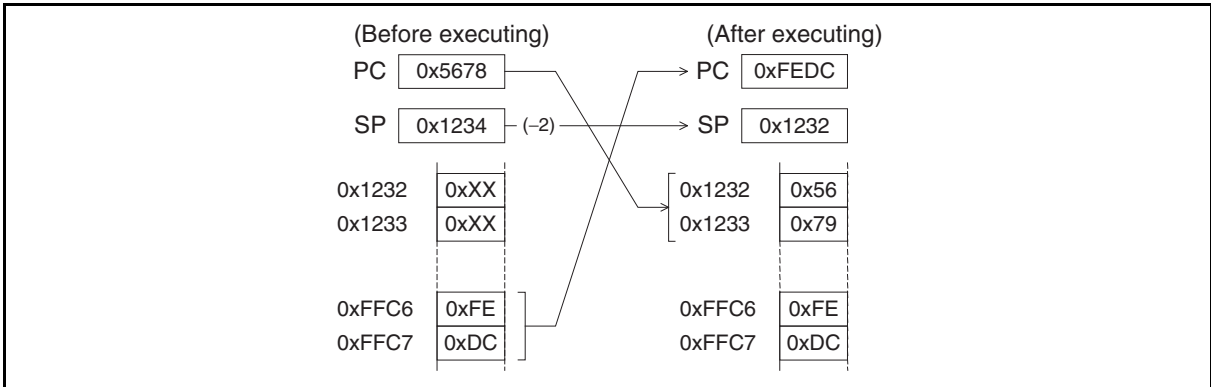 (Before executing) (After executing)
PC 0x5678 PC 0xFEDC
SP 0x1234 (–2) SP 0x1232
0x1232 0xXX 0x1232 0x56
0x1233 0xXX 0x1233 0x79
0xFFC6 0xFE 0xFFC6 0xFE
0xFFC7 0xDC 0xFFC7 0xDC